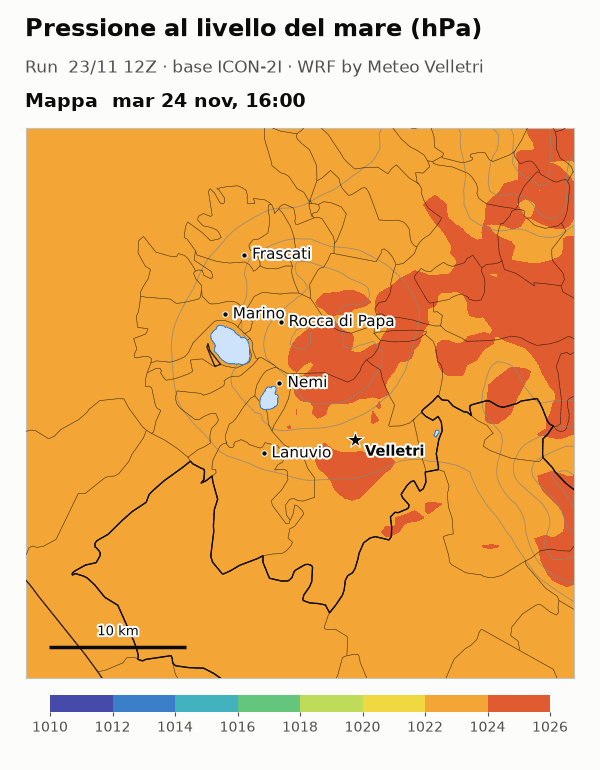 Pressione al livello del mare (hPa)
Run  23/11 12Z · base ICON-2I · WRF by Meteo Velletri
Mappa  mar 24 nov, 16:00
Frascati
Marino
Rocca di Papa
Nemi
Velletri
Lanuvio
10 km
1010 1012 1014 1016 1018 1020 1022 1024 1026